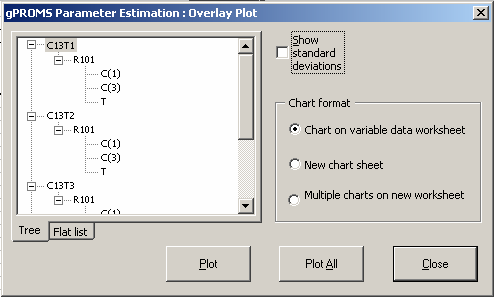 gPROMS Parameter Estimation : Overlay Plot
C13T1
R101
C(1)
C(3)
T
C13T2
R101
C(1)
C(3)
T
C13T3
R101
C(1)
Tree
Flat list
Show
standard
deviations
Chart format
Chart on variable data worksheet
New chart sheet
Multiple charts on new worksheet
Plot
Plot All
Close